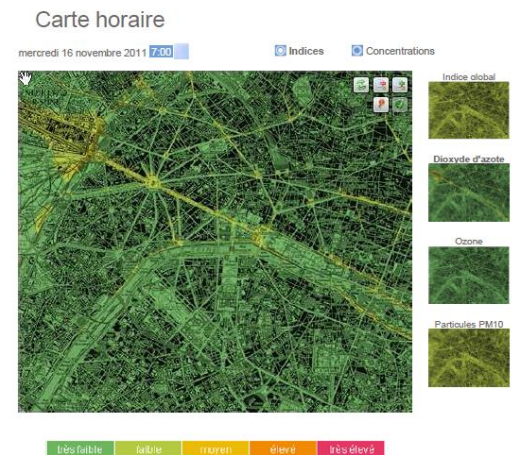 Carte horaire
mercredi 16 novembre 2011 7:00
Indices
Concentrations
Indice global
Dioxyde d'azote
Ozone
Particules PM10
très faible
faible
moyen
élevé
très élevé